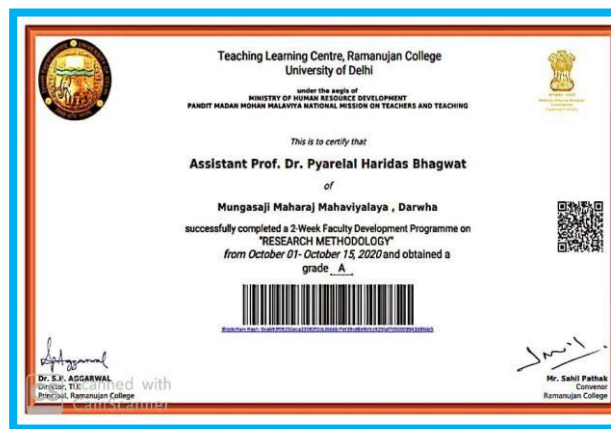 Teaching Learning Centre, Ramanujan College
University of Delhi
under the aegis of
MINISTRY OF HUMAN RESOURCE DEVELOPMENT
PANDIT MADAN MOHAN MALAVIYA NATIONAL MISSION ON TEACHERS AND TEACHING
This is to certify that
Assistant Prof. Dr. Pyarelal Haridas Bhagwat
of
Mungasaji Maharaj Mahaviyalaya , Darwha
successfully completed a 2-Week Faculty Development Programme on
"RESEARCH METHODOLOGY"
from October 01- October 15, 2020 and obtained a
grade A
Dr. S.P. AGGARWAL
Director, TLC
Principal, Ramanujan College
Mr. Sahil Pathak
Convenor
Ramanujan College
Scanned with
CamScanner